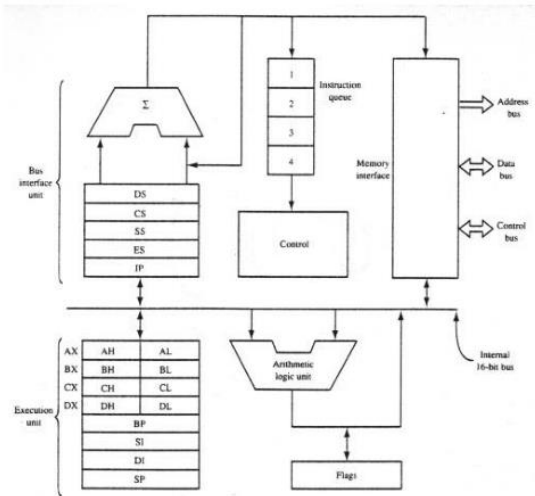 Σ
1
2
3
4
Instruction
queue
Memory
interface
Address
bus
Data
bus
Control
bus
Bus
interface
unit
DS
CS
SS
ES
IP
Control
Internal
16-bit bus
Execution
unit
AX AH AL
BX BH BL
CX CH CL
DX DH DL
BP
SI
DI
SP
Arithmetic
logic unit
Flags